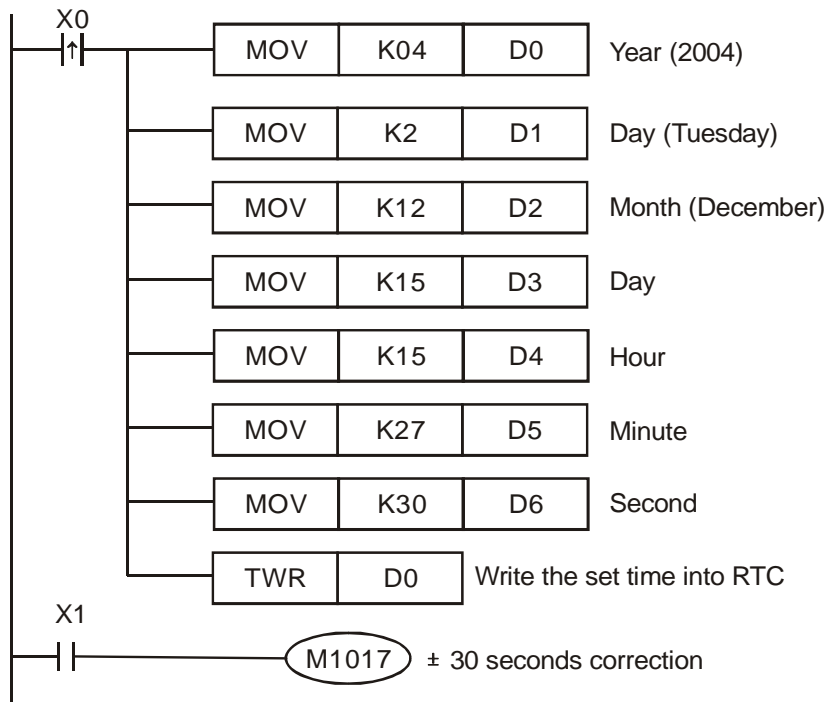 X0
MOV K04 D0 Year (2004)
MOV K2 D1 Day (Tuesday)
MOV K12 D2 Month (December)
MOV K15 D3 Day
MOV K15 D4 Hour
MOV K27 D5 Minute
MOV K30 D6 Second
TWR D0 Write the set time into RTC
X1
M1017 ± 30 seconds correction